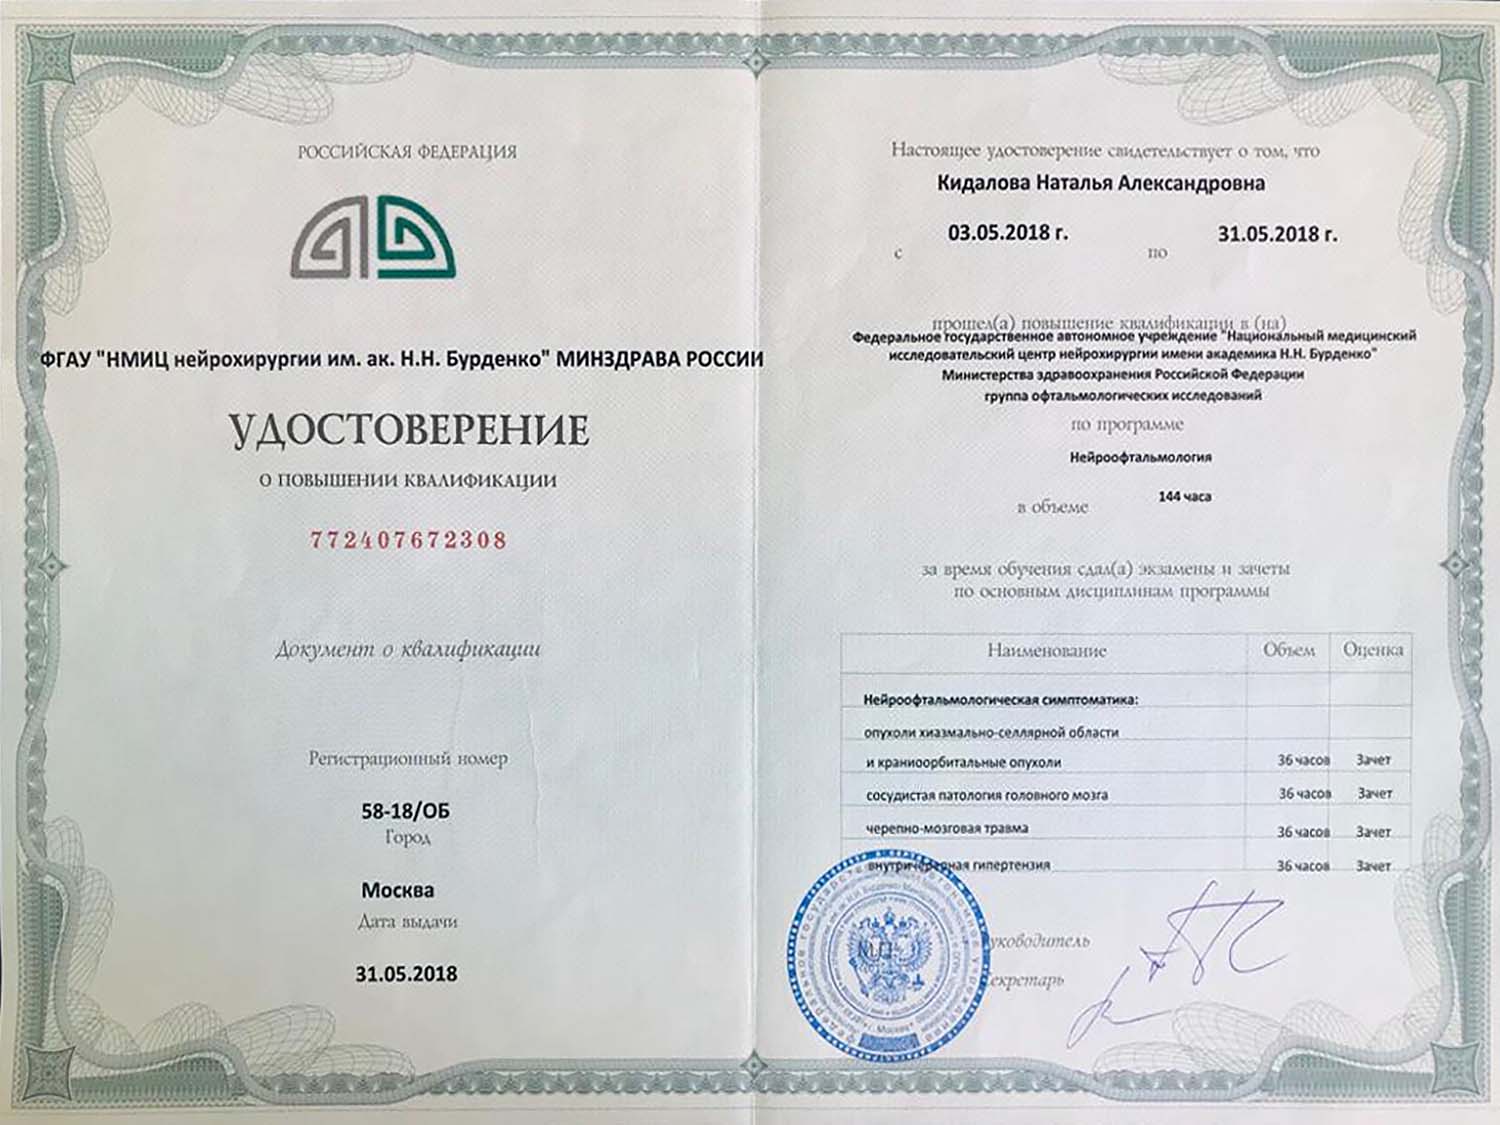 РОССИЙСКАЯ ФЕДЕРАЦИЯ
ФГАУ "НМИЦ нейрохирургии им. ак. Н.Н. Бурденко" МИНЗДРАВА РОССИИ
УДОСТОВЕРЕНИЕ
О ПОВЫШЕНИИ КВАЛИФИКАЦИИ
772407672308
Документ о квалификации
Регистрационный номер
58-18/ОБ
Город
Москва
Дата выдачи
31.05.2018
Настоящее удостоверение свидетельствует о том, что
Кидалова Наталья Александровна
с 03.05.2018 г. по 31.05.2018 г.
прошел(а) повышение квалификации в (на)
Федеральное государственное автономное учреждение "Национальный медицинский
исследовательский центр нейрохирургии имени академика Н.Н. Бурденко"
Министерства здравоохранения Российской Федерации
группа офтальмологических исследований
по программе
Нейроофтальмология
в объеме 144 часа
за время обучения сдал(а) экзамены и зачеты
по основным дисциплинам программы
Наименование Объем Оценка
Нейроофтальмологическая симптоматика:
опухоли хиазмально-селлярной области
и краниоорбитальные опухоли 36 часов Зачет
сосудистая патология головного мозга 36 часов Зачет
черепно-мозговая травма 36 часов Зачет
внутричерепная гипертензия 36 часов Зачет
М.П.
Руководитель
Секретарь